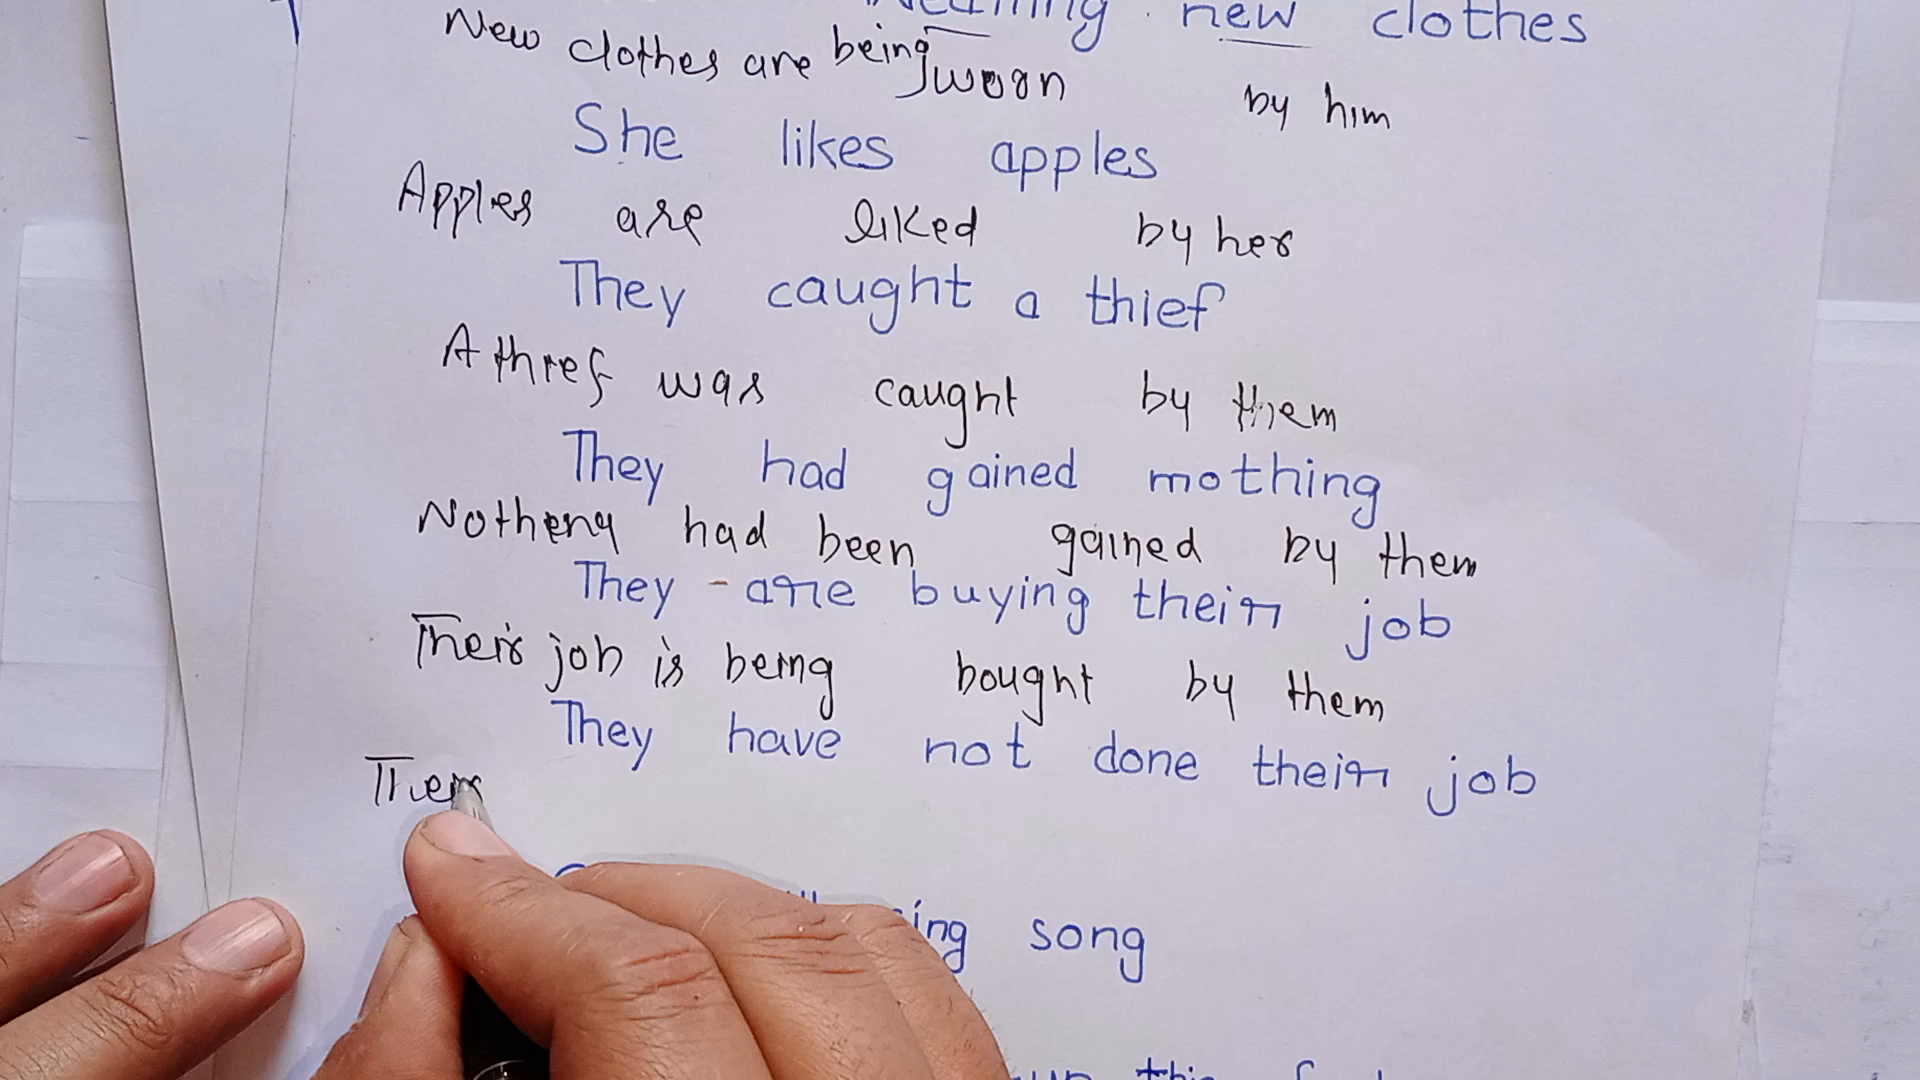 new clothes
New clothes are being worn by him
She likes apples
Apples are liked by her
They caught a thief
A thief was caught by them
They had gained mothing
Notheng had been gained by them
They are buying their job
Their job is being bought by them
They have not done their job
Their
song